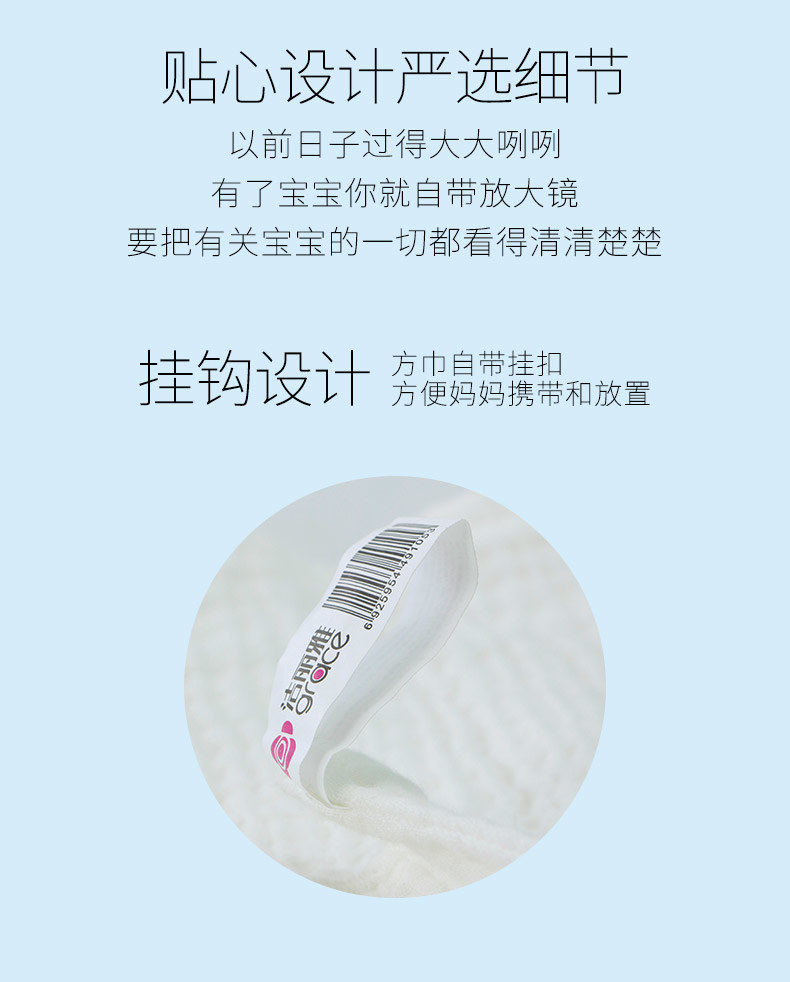 贴心设计严选细节
以前日子过得大大咧咧
有了宝宝你就自带放大镜
要把有关宝宝的一切都看得清清楚楚
挂钩设计
方巾自带挂扣
方便妈妈携带和放置
6925954491053
洁丽雅
grace